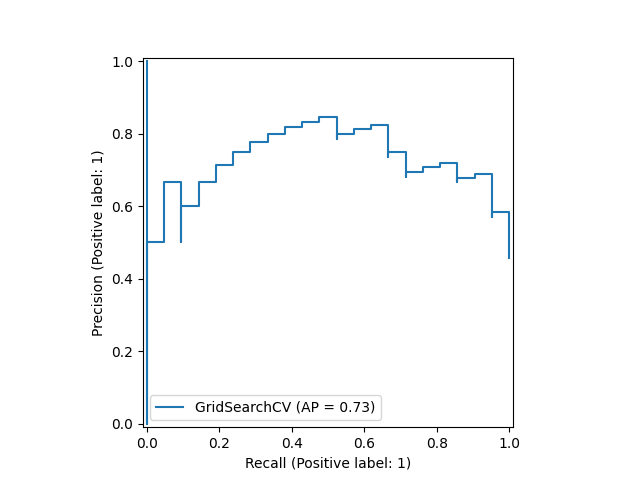 1.0
0.8
0.6
0.4
0.2
0.0
Precision (Positive label: 1)
GridSearchCV (AP = 0.73)
0.0 0.2 0.4 0.6 0.8 1.0
Recall (Positive label: 1)